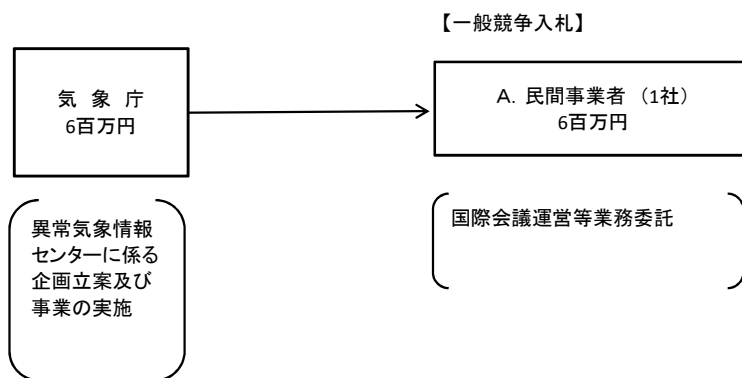 【一般競争入札】
気 象 庁
6百万円
A. 民間事業者 (1社)
6百万円
異常気象情報
センターに係る
企画立案及び
事業の実施
国際会議運営等業務委託